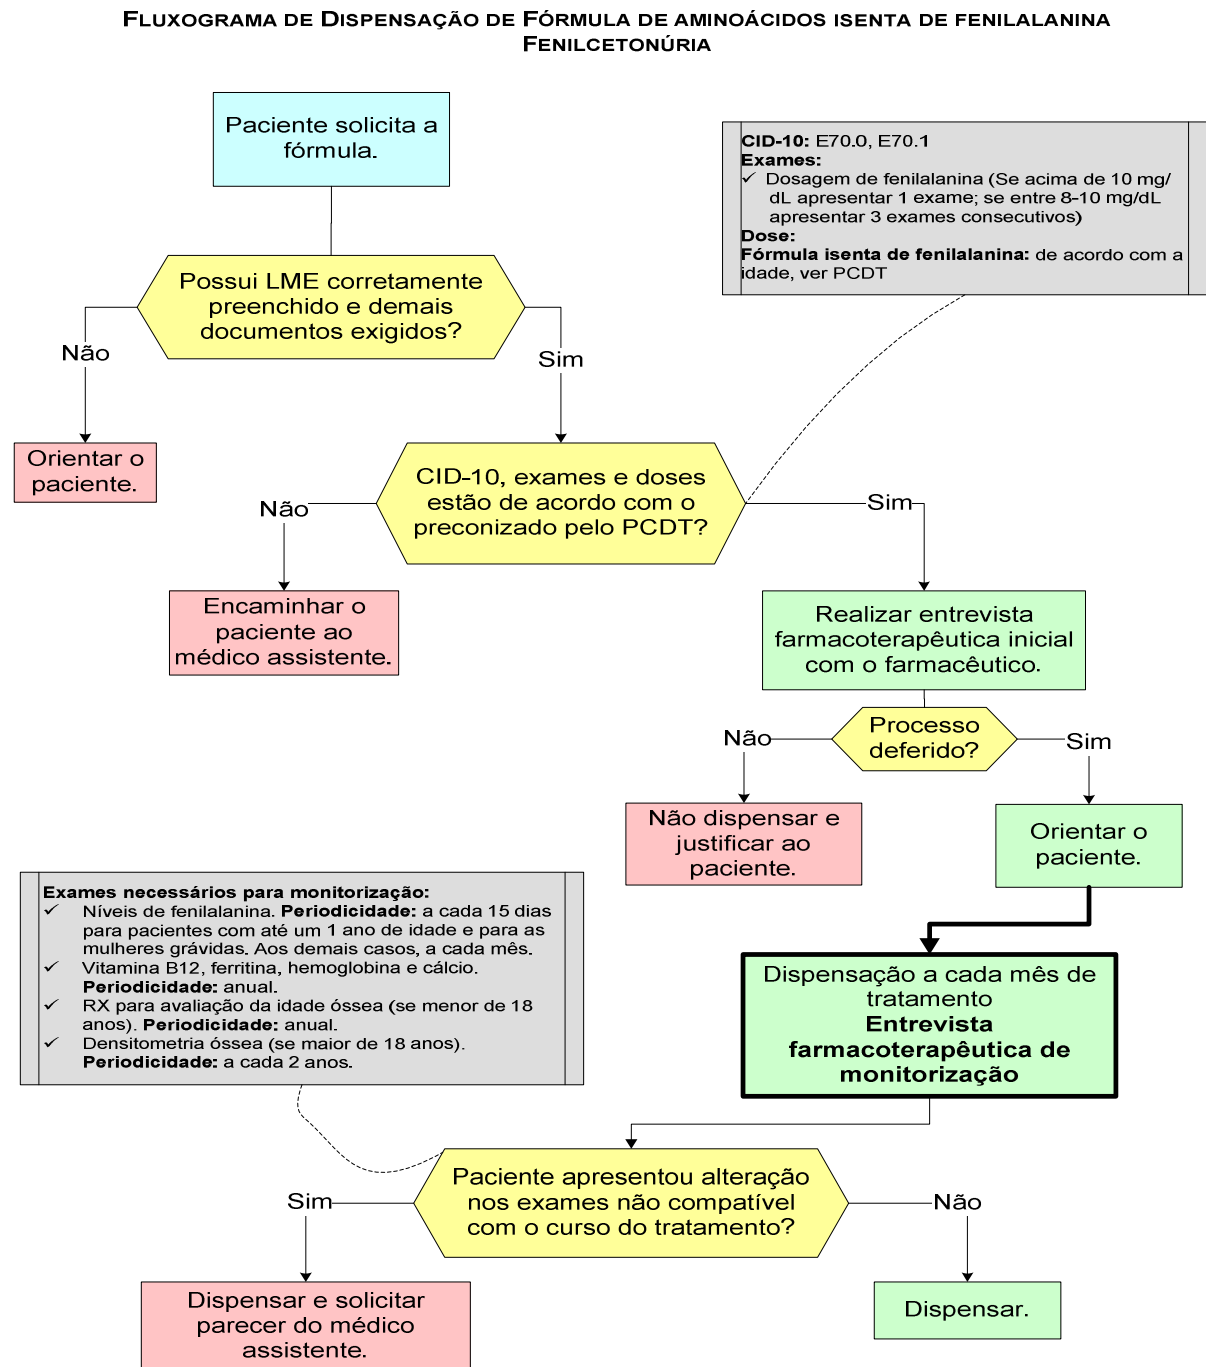 FLUXOGRAMA DE DISPENSAÇÃO DE FÓRMULA DE AMINOÁCIDOS ISENTA DE FENILALANINA
FENILCETONÚRIA
Paciente solicita a
fórmula.
CID-10: E70.0, E70.1
Exames:
✓ Dosagem de fenilalanina (Se acima de 10 mg/
dL apresentar 1 exame; se entre 8-10 mg/dL
apresentar 3 exames consecutivos)
Dose:
Fórmula isenta de fenilalanina: de acordo com a
idade, ver PCDT
Possui LME corretamente
preenchido e demais
documentos exigidos?
Não
Sim
Orientar o
paciente.
CID-10, exames e doses
estão de acordo com o
preconizado pelo PCDT?
Não
Sim
Encaminhar o
paciente ao
médico assistente.
Realizar entrevista
farmacoterapêutica inicial
com o farmacêutico.
Processo
deferido?
Não
Sim
Não dispensar e
justificar ao
paciente.
Orientar o
paciente.
Exames necessários para monitorização:
✓ Níveis de fenilalanina. Periodicidade: a cada 15 dias
para pacientes com até um 1 ano de idade e para as
mulheres grávidas. Aos demais casos, a cada mês.
✓ Vitamina B12, ferritina, hemoglobina e cálcio.
Periodicidade: anual.
✓ RX para avaliação da idade óssea (se menor de 18
anos). Periodicidade: anual.
✓ Densitometria óssea (se maior de 18 anos).
Periodicidade: a cada 2 anos.
Dispensação a cada mês de
tratamento
Entrevista
farmacoterapêutica de
monitorização
Paciente apresentou alteração
nos exames não compatível
com o curso do tratamento?
Sim
Não
Dispensar e solicitar
parecer do médico
assistente.
Dispensar.